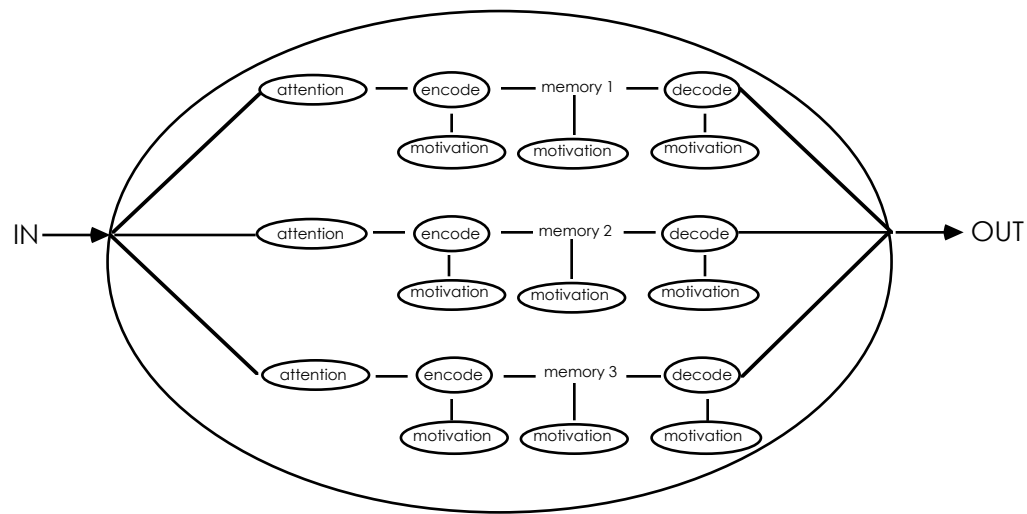 attention encode memory 1 decode
motivation motivation motivation
IN attention encode memory 2 decode OUT
motivation motivation motivation
attention encode memory 3 decode
motivation motivation motivation